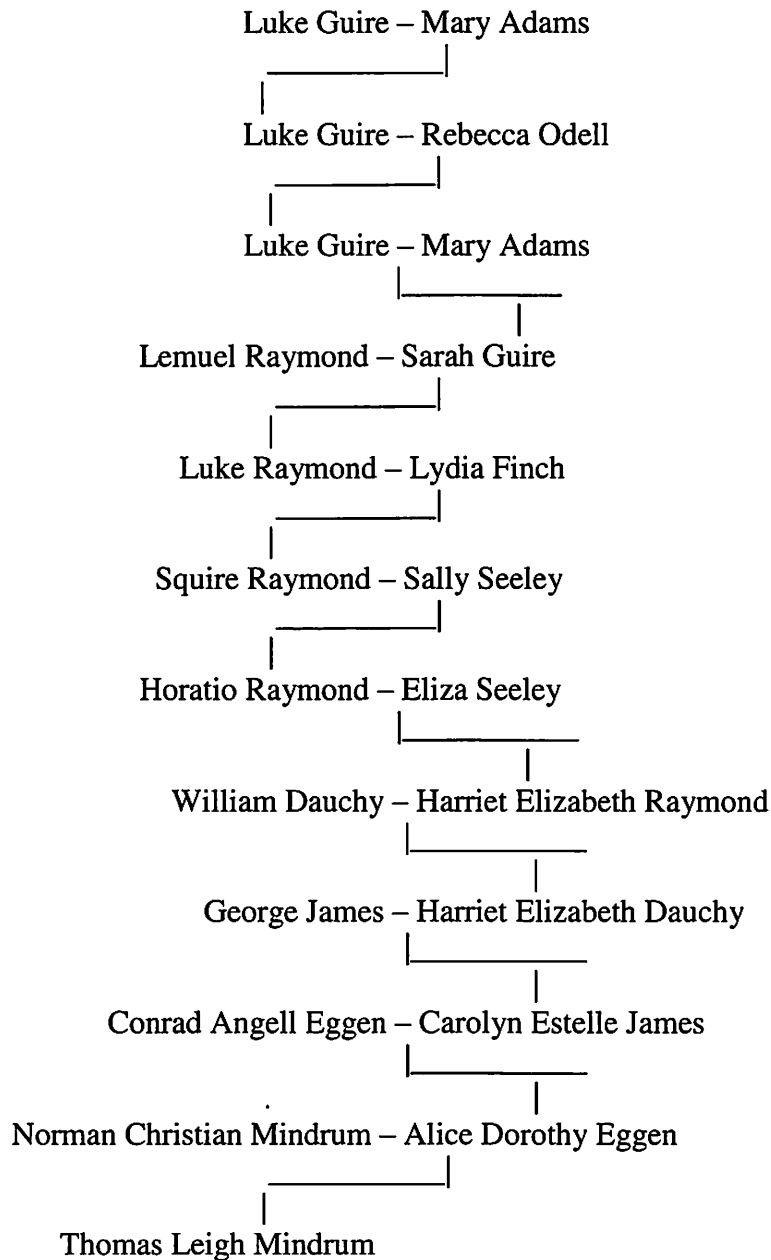 Luke Guire – Mary Adams
Luke Guire – Rebecca Odell
Luke Guire – Mary Adams
Lemuel Raymond – Sarah Guire
Luke Raymond – Lydia Finch
Squire Raymond – Sally Seeley
Horatio Raymond – Eliza Seeley
William Dauchy – Harriet Elizabeth Raymond
George James – Harriet Elizabeth Dauchy
Conrad Angell Eggen – Carolyn Estelle James
Norman Christian Mindrum – Alice Dorothy Eggen
Thomas Leigh Mindrum